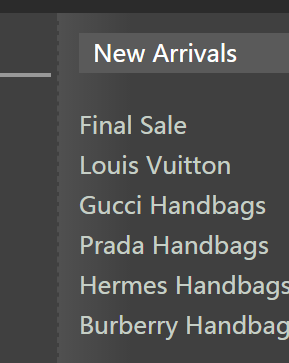 New Arrivals
Final Sale
Louis Vuitton
Gucci Handbags
Prada Handbags
Hermes Handbags
Burberry Handbag